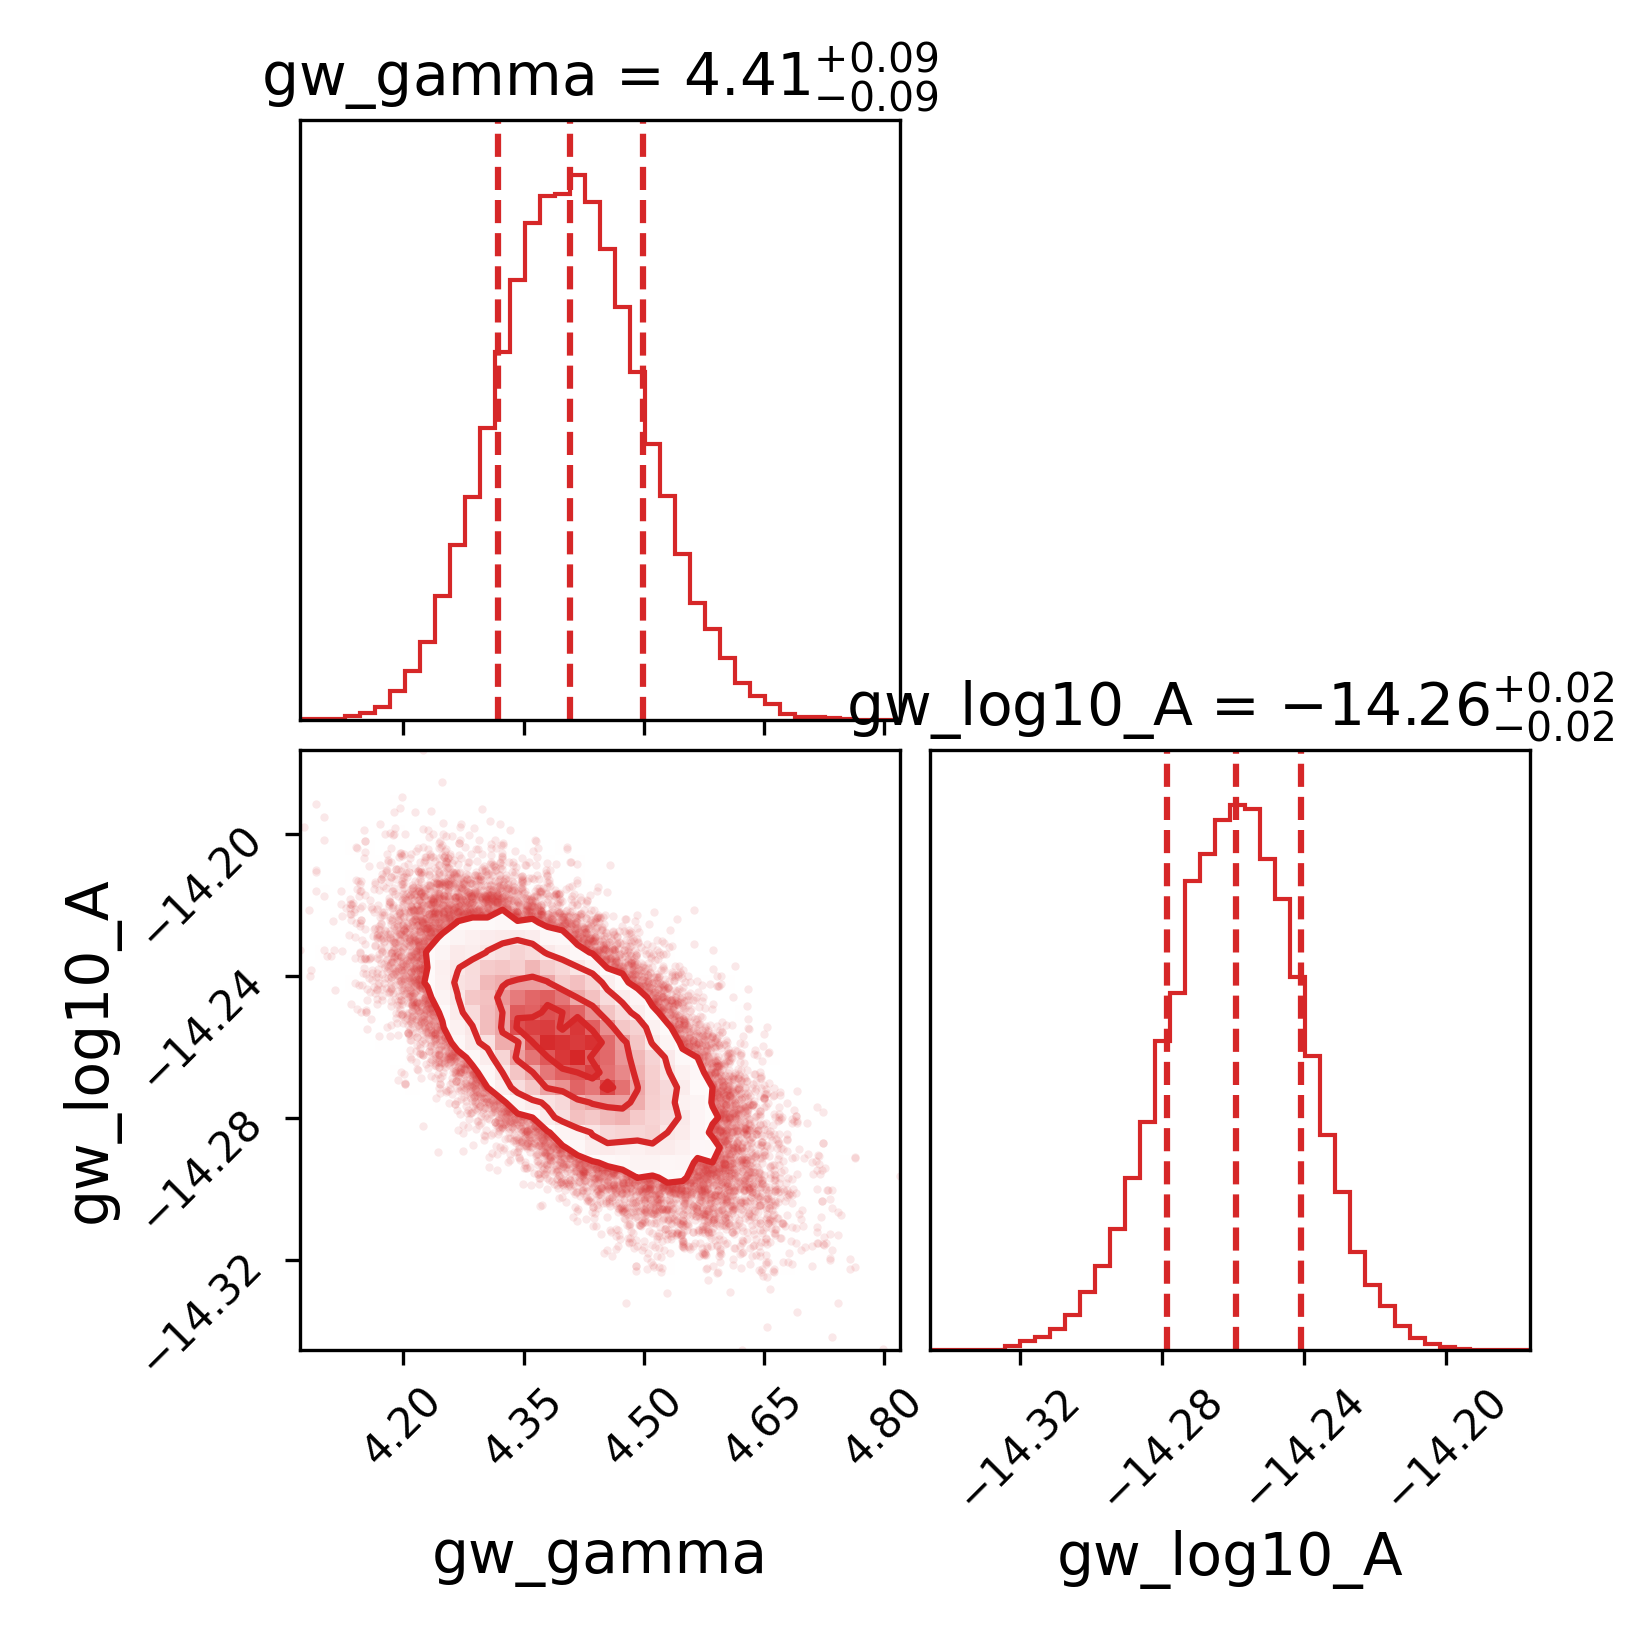 gw_gamma = 4.41+0.09 −0.09
gw_log10_A = −14.26+0.02 −0.02
gw_log10_A
−14.20
−14.24
−14.28
−14.32
4.20 4.35 4.50 4.65 4.80
−14.32 −14.28 −14.24 −14.20
gw_gamma
gw_log10_A